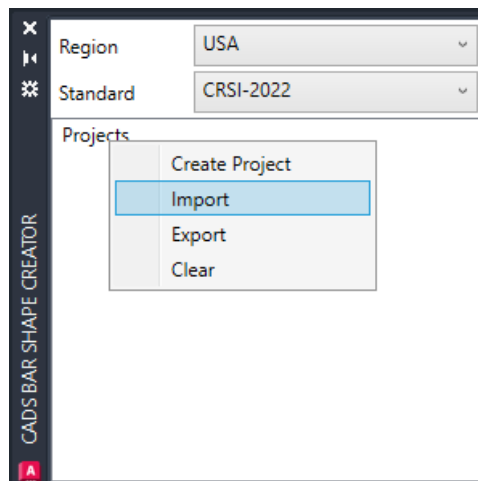 Region USA
Standard CRSI-2022
Projects
Create Project
Import
Export
Clear
CADS BAR SHAPE CREATOR
A